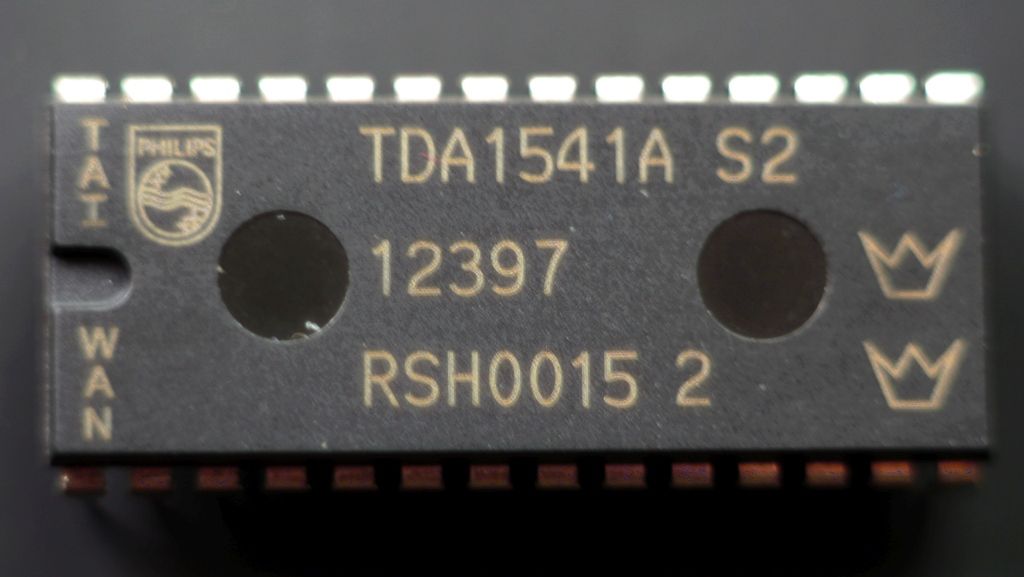 TAI
WAN
PHILIPS
TDA1541A S2
12397
RSH0015 2